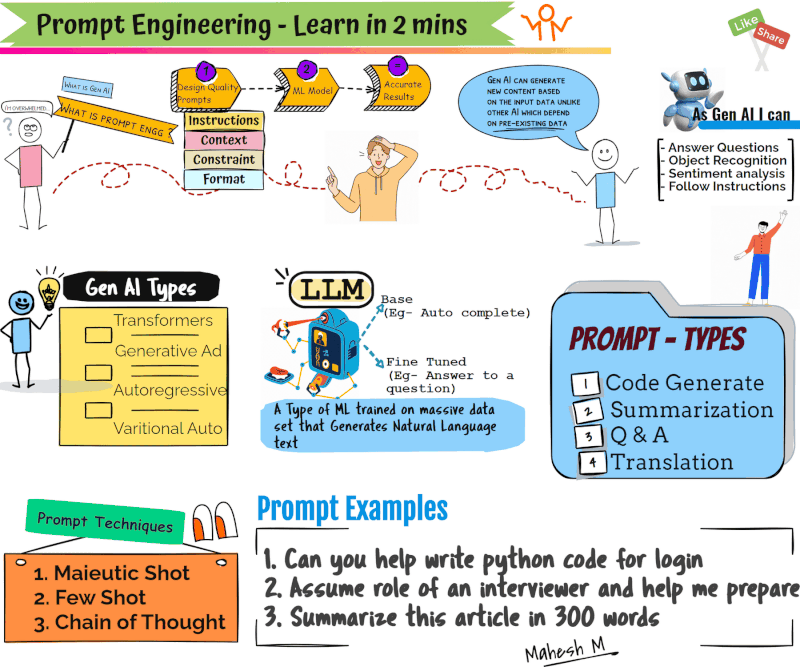 Prompt Engineering - Learn in 2 mins
Like
Share
WHAT IS GEN AI
I'M OVERWHELMED..
?
WHAT IS PROMPT ENGG ?
1
Design Quality
Prompts
2
ML Model
=
Accurate
Results
Instructions
Context
Constraint
Format
GEN AI CAN GENERATE
NEW CONTENT BASED
ON THE INPUT DATA UNLIKE
OTHER AI WHICH DEPEND
ON PRE-EXISTING DATA
As Gen AI I can
- Answer Questions
- Object Recognition
- Sentiment analysis
- Follow Instructions
Gen AI Types
Transformers
Generative Ad
Autoregressive
Varitional Auto
LLM
Base
(Eg- Auto complete)
Fine Tuned
(Eg- Answer to a
question)
A Type of ML trained on massive data
set that Generates Natural Language
text
PROMPT - TYPES
1 Code Generate
2 Summarization
3 Q & A
4 Translation
Prompt Techniques
1. Maieutic Shot
2. Few Shot
3. Chain of Thought
Prompt Examples
1. Can you help write python code for login
2. Assume role of an interviewer and help me prepare
3. Summarize this article in 300 words
Mahesh M